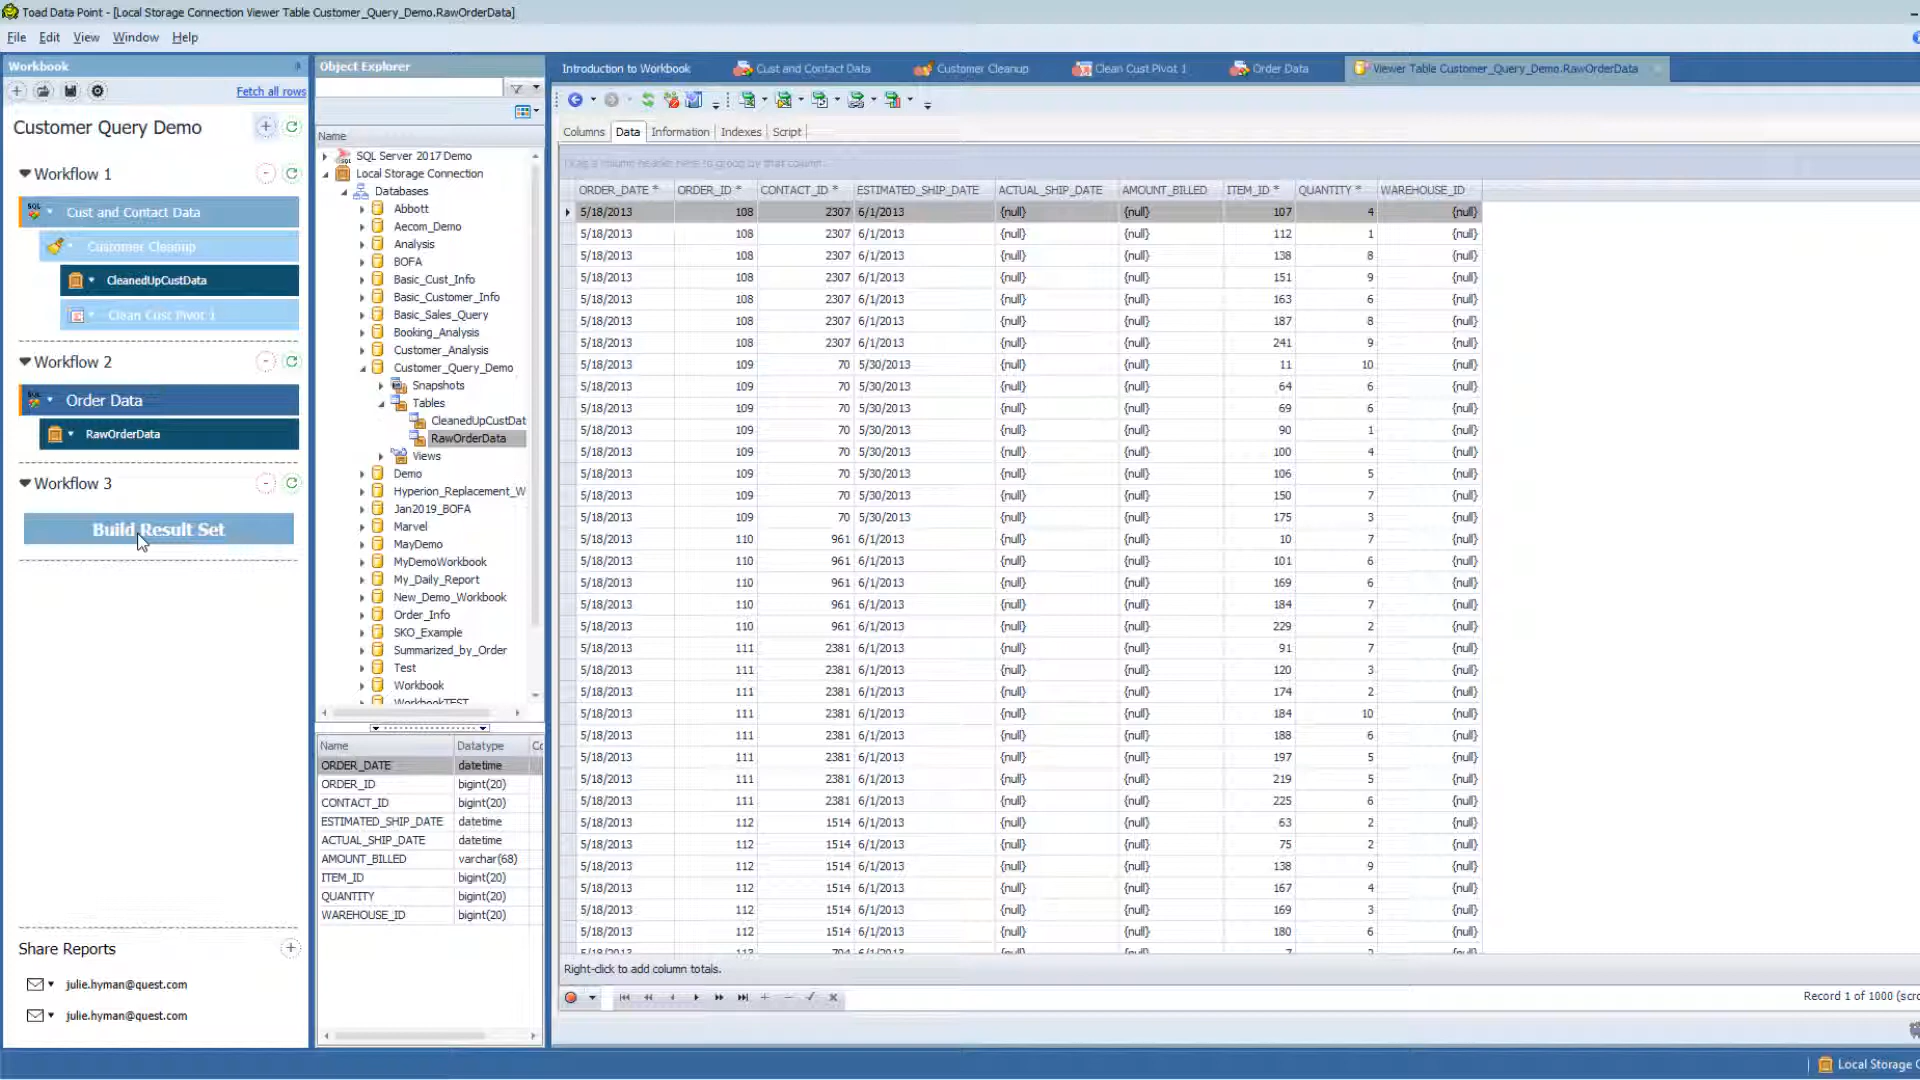 Toad Data Point - [Local Storage Connection Viewer Table Customer_Query_Demo.RawOrderData]
File Edit View Window Help
Workbook
Fetch all rows
Customer Query Demo
Workflow 1
Cust and Contact Data
Customer Cleanup
CleanedUpCustData
Clean Cust Pivot 1
Workflow 2
Order Data
RawOrderData
Workflow 3
Build Result Set
Share Reports
julie.hyman@quest.com
julie.hyman@quest.com
Object Explorer
Name
SQL Server 2017 Demo
Local Storage Connection
Databases
Abbott
Aecom_Demo
Analysis
BOFA
Basic_Cust_Info
Basic_Customer_Info
Basic_Sales_Query
Booking_Analysis
Customer_Analysis
Customer_Query_Demo
Snapshots
Tables
CleanedUpCustDat
RawOrderData
Views
Demo
Hyperion_Replacement_W
Jan2019_BOFA
Marvel
MayDemo
MyDemoWorkbook
My_Daily_Report
New_Demo_Workbook
Order_Info
SKO_Example
Summarized_by_Order
Test
Workbook
WorkbookTEST
Name Datatype Co
ORDER_DATE datetime
ORDER_ID bigint(20)
CONTACT_ID bigint(20)
ESTIMATED_SHIP_DATE datetime
ACTUAL_SHIP_DATE datetime
AMOUNT_BILLED varchar(68)
ITEM_ID bigint(20)
QUANTITY bigint(20)
WAREHOUSE_ID bigint(20)
Introduction to Workbook Cust and Contact Data Customer Cleanup Clean Cust Pivot 1 Order Data Viewer Table Customer_Query_Demo.RawOrderData
Columns Data Information Indexes Script
Drag a column header here to group by that column
ORDER_DATE * ORDER_ID * CONTACT_ID * ESTIMATED_SHIP_DATE ACTUAL_SHIP_DATE AMOUNT_BILLED ITEM_ID * QUANTITY * WAREHOUSE_ID
5/18/2013 108 2307 6/1/2013 {null} {null} 107 4 {null}
5/18/2013 108 2307 6/1/2013 {null} {null} 112 1 {null}
5/18/2013 108 2307 6/1/2013 {null} {null} 138 8 {null}
5/18/2013 108 2307 6/1/2013 {null} {null} 151 9 {null}
5/18/2013 108 2307 6/1/2013 {null} {null} 163 6 {null}
5/18/2013 108 2307 6/1/2013 {null} {null} 187 8 {null}
5/18/2013 108 2307 6/1/2013 {null} {null} 241 9 {null}
5/18/2013 109 70 5/30/2013 {null} {null} 11 10 {null}
5/18/2013 109 70 5/30/2013 {null} {null} 64 6 {null}
5/18/2013 109 70 5/30/2013 {null} {null} 69 6 {null}
5/18/2013 109 70 5/30/2013 {null} {null} 90 1 {null}
5/18/2013 109 70 5/30/2013 {null} {null} 100 4 {null}
5/18/2013 109 70 5/30/2013 {null} {null} 106 5 {null}
5/18/2013 109 70 5/30/2013 {null} {null} 150 7 {null}
5/18/2013 109 70 5/30/2013 {null} {null} 175 3 {null}
5/18/2013 110 961 6/1/2013 {null} {null} 10 7 {null}
5/18/2013 110 961 6/1/2013 {null} {null} 101 6 {null}
5/18/2013 110 961 6/1/2013 {null} {null} 169 6 {null}
5/18/2013 110 961 6/1/2013 {null} {null} 184 7 {null}
5/18/2013 110 961 6/1/2013 {null} {null} 229 2 {null}
5/18/2013 111 2381 6/1/2013 {null} {null} 91 7 {null}
5/18/2013 111 2381 6/1/2013 {null} {null} 120 3 {null}
5/18/2013 111 2381 6/1/2013 {null} {null} 174 2 {null}
5/18/2013 111 2381 6/1/2013 {null} {null} 184 10 {null}
5/18/2013 111 2381 6/1/2013 {null} {null} 188 6 {null}
5/18/2013 111 2381 6/1/2013 {null} {null} 197 5 {null}
5/18/2013 111 2381 6/1/2013 {null} {null} 219 5 {null}
5/18/2013 111 2381 6/1/2013 {null} {null} 225 6 {null}
5/18/2013 112 1514 6/1/2013 {null} {null} 63 2 {null}
5/18/2013 112 1514 6/1/2013 {null} {null} 75 2 {null}
5/18/2013 112 1514 6/1/2013 {null} {null} 138 9 {null}
5/18/2013 112 1514 6/1/2013 {null} {null} 167 4 {null}
5/18/2013 112 1514 6/1/2013 {null} {null} 169 3 {null}
5/18/2013 112 1514 6/1/2013 {null} {null} 180 6 {null}
Right-click to add column totals.
Record 1 of 1000 (scro
Local Storage C